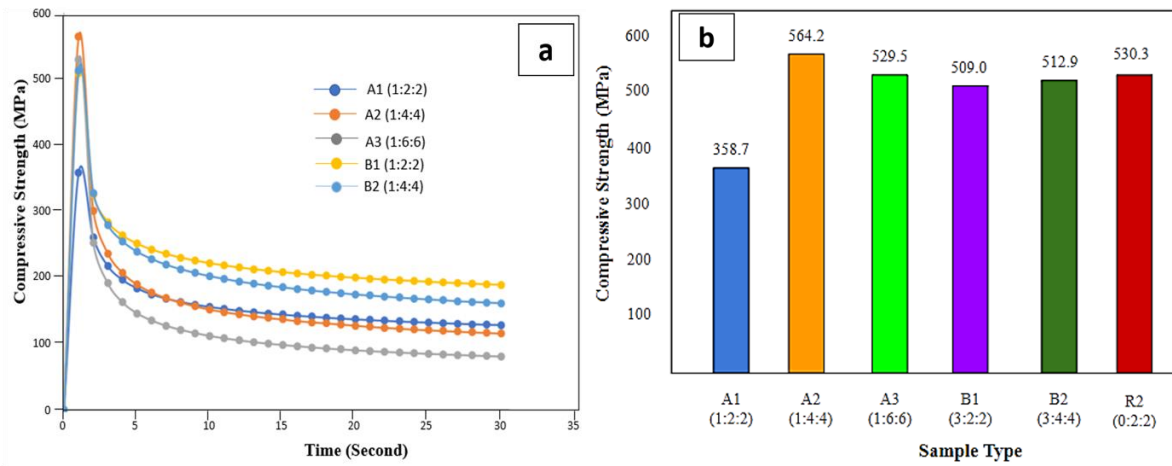 a
Compressive Strength (MPa)
600
500
400
300
200
100
0
A1 (1:2:2)
A2 (1:4:4)
A3 (1:6:6)
B1 (1:2:2)
B2 (1:4:4)
0 5 10 15 20 25 30 35
Time (Second)
b
Compressive Strength (MPa)
600
500
400
300
200
100
358.7
564.2
529.5
509.0
512.9
530.3
A1 A2 A3 B1 B2 R2
(1:2:2) (1:4:4) (1:6:6) (3:2:2) (3:4:4) (0:2:2)
Sample Type